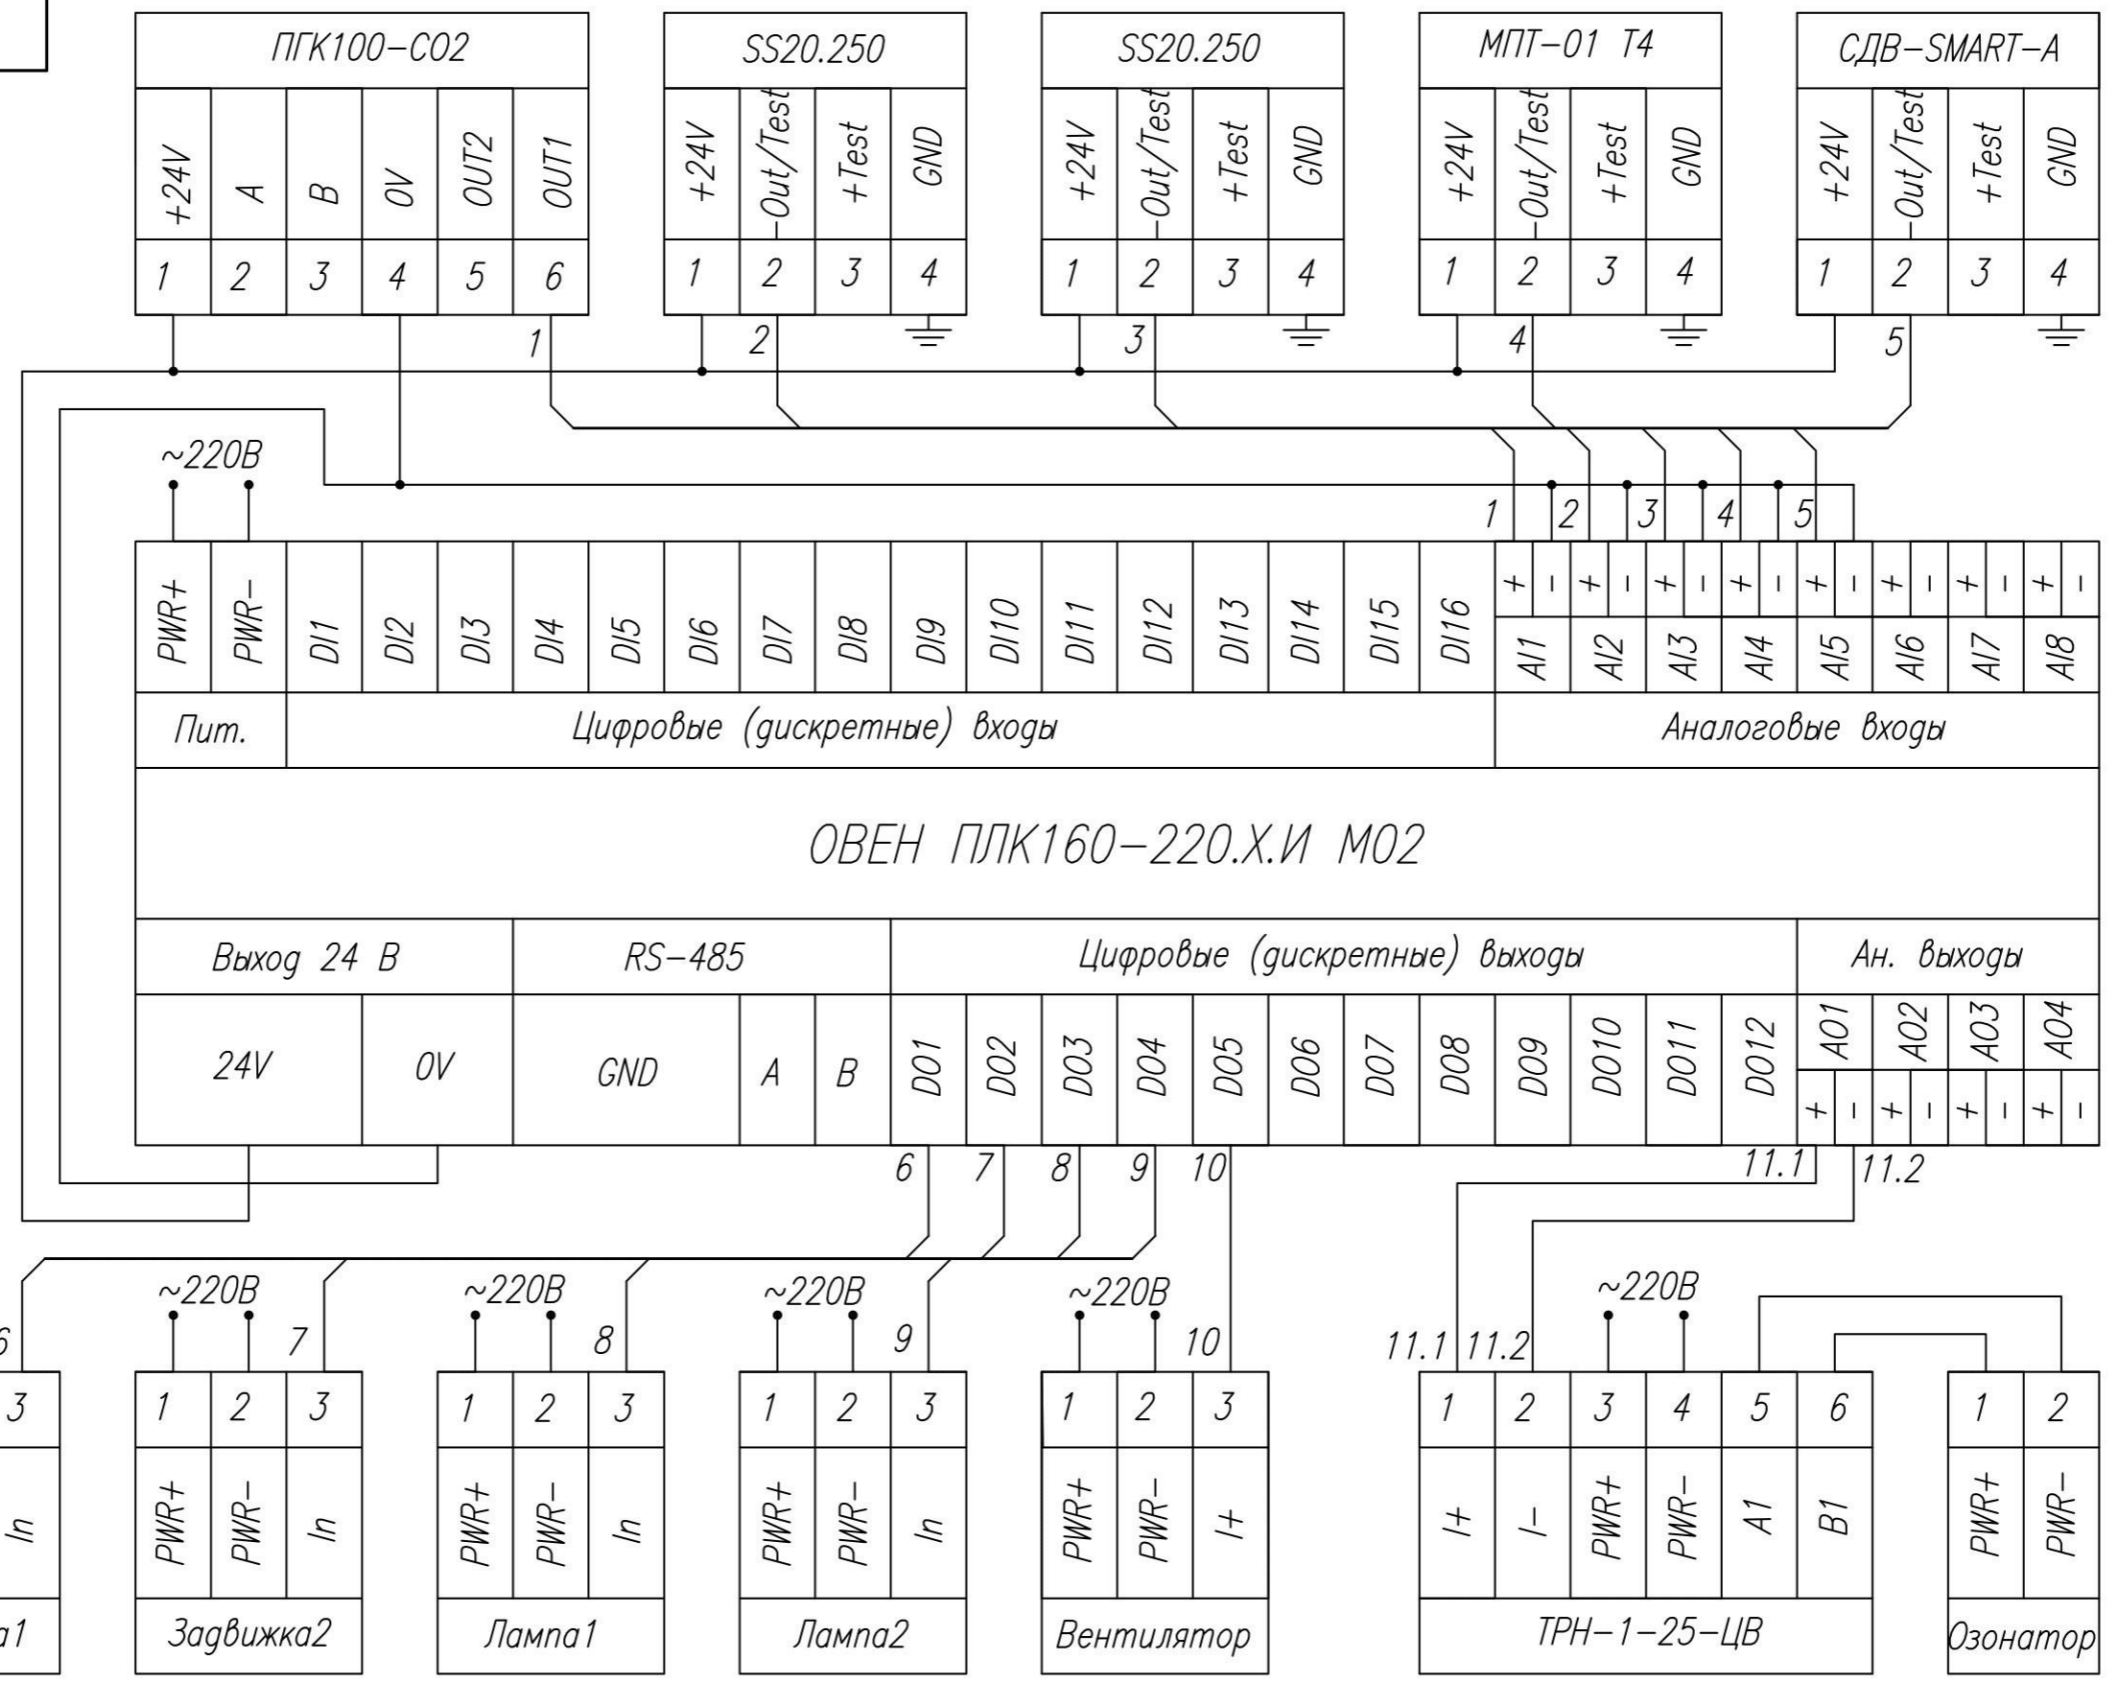 ПГК100-СО2 SS20.250 SS20.250 МПТ-01 Т4 СДВ-SMART-А
+24V A B 0V OUT2 OUT1 +24V -Out/Test +Test GND +24V -Out/Test +Test GND +24V -Out/Test +Test GND +24V -Out/Test +Test GND
1 2 3 4 5 6 1 2 3 4 1 2 3 4 1 2 3 4 1 2 3 4
1 2 3 4 5
~220В
1 2 3 4 5
PWR+ PWR- DI1 DI2 DI3 DI4 DI5 DI6 DI7 DI8 DI9 DI10 DI11 DI12 DI13 DI14 DI15 DI16 + - + - + - + - + - + - + - + -
AI1 AI2 AI3 AI4 AI5 AI6 AI7 AI8
Пит. Цифровые (дискретные) входы Аналоговые входы
ОВЕН ПЛК160-220.Х.И М02
Выход 24 В RS-485 Цифровые (дискретные) выходы Ан. выходы
24V 0V GND A B DO1 DO2 DO3 DO4 DO5 DO6 DO7 DO8 DO9 DO10 DO11 DO12 AO1 AO2 AO3 AO4
+ - + - + - + -
6 7 8 9 10 11.1 11.2
~220В ~220В ~220В ~220В ~220В
6 7 8 9 10 11.1 11.2
3 1 2 3 1 2 3 1 2 3 1 2 3 1 2 3 4 5 6 1 2
In PWR+ PWR- In PWR+ PWR- In PWR+ PWR- In PWR+ PWR- I+ I+ I- PWR+ PWR- A1 B1 PWR+ PWR-
а1 Задвижка2 Лампа1 Лампа2 Вентилятор ТРН-1-25-ЦВ Озонатор